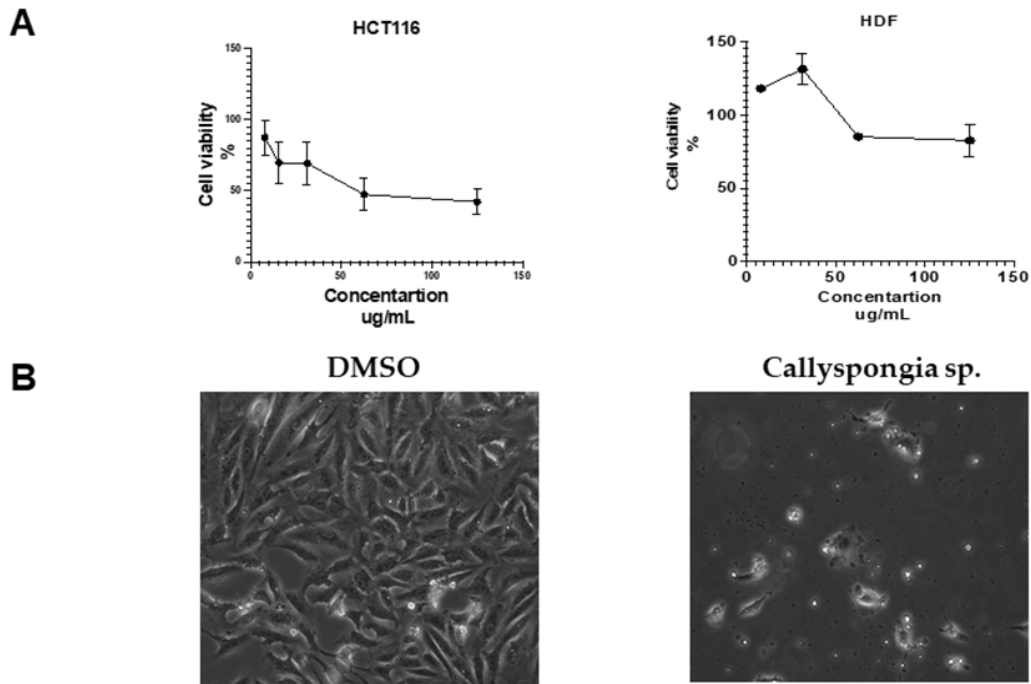 A
HCT116
150
100
50
0
Cell viability
%
0 50 100 150
Concentartion
ug/mL
HDF
150
100
50
0
Cell viability
%
0 50 100 150
Concentartion
ug/mL
B
DMSO
Callyspongia sp.